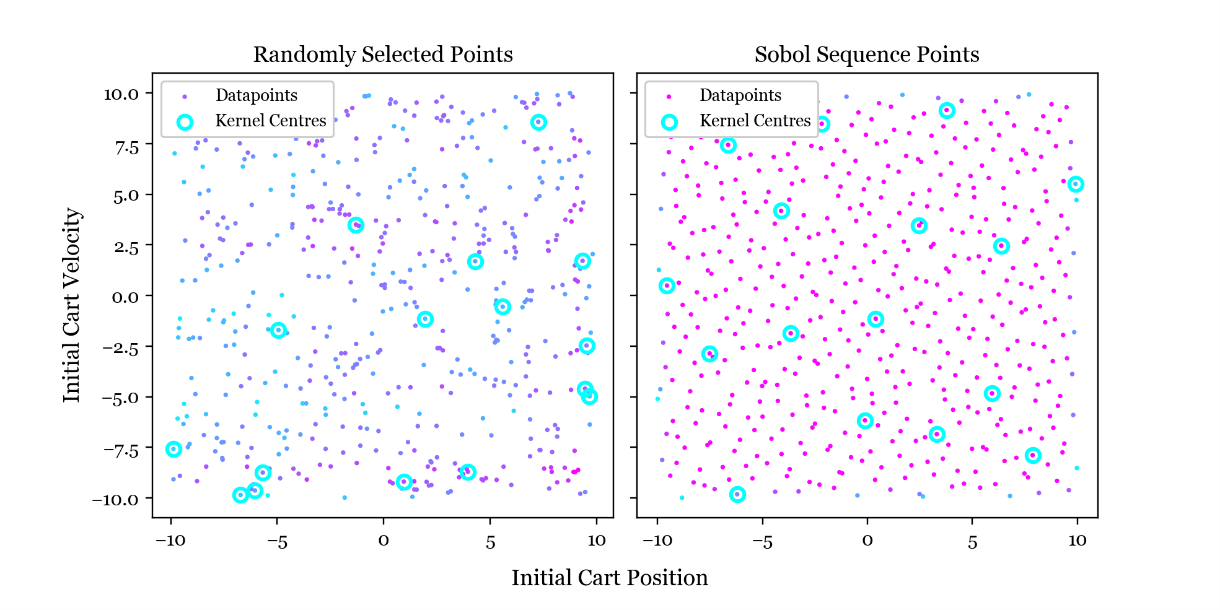 Randomly Selected Points
Sobol Sequence Points
Datapoints
Kernel Centres
Datapoints
Kernel Centres
10.0
7.5
5.0
2.5
0.0
−2.5
−5.0
−7.5
−10.0
Initial Cart Velocity
−10 −5 0 5 10
−10 −5 0 5 10
Initial Cart Position